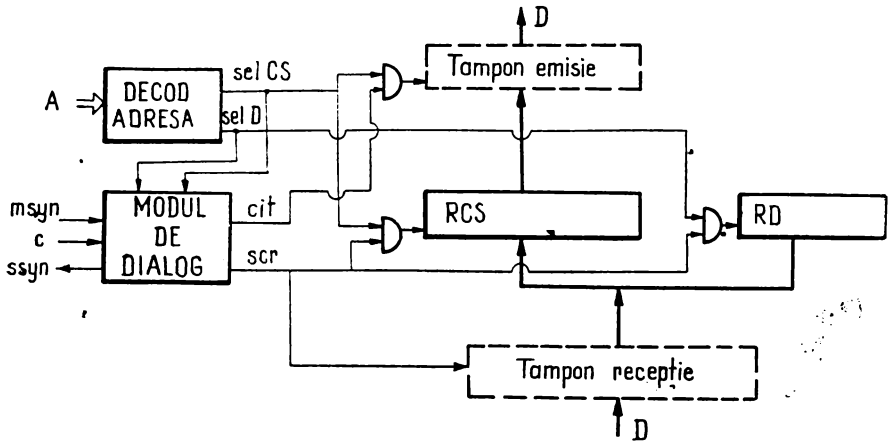 D
Tampon emisie
sel CS
A
DECOD
ADRESA
sel D
msyn
c
ssyn
MODUL
DE
DIALOG
cit
scr
RCS
RD
Tampon recepție
D